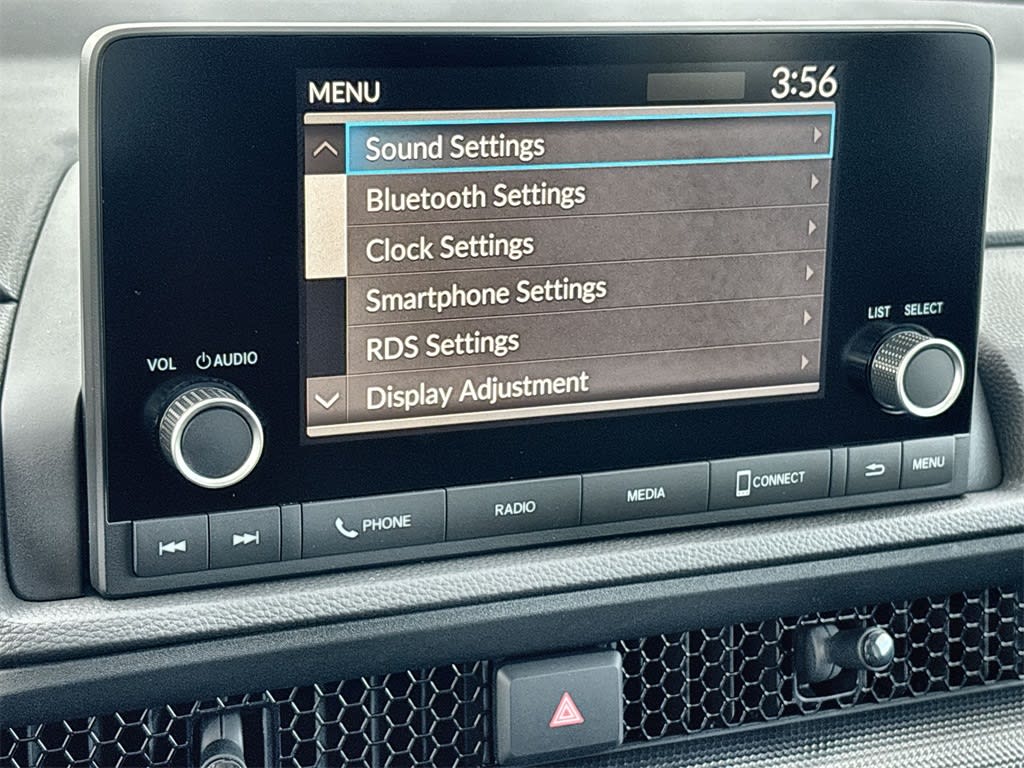 MENU 3:56
Sound Settings
Bluetooth Settings
Clock Settings
Smartphone Settings
RDS Settings
Display Adjustment
VOL AUDIO
LIST SELECT
PHONE RADIO MEDIA CONNECT MENU